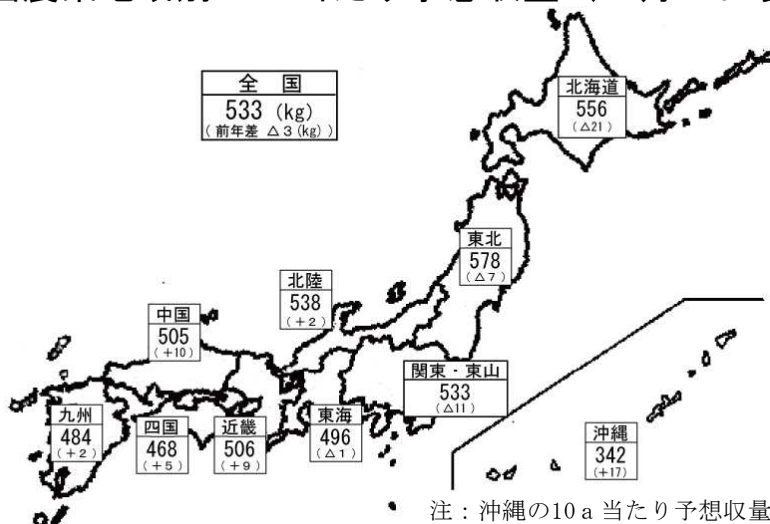 全国
533 (kg)
( 前年差 △3(kg) )
北海道
556
(△21)
東北
578
(△7)
北陸
538
(+2)
中国
505
(+10)
関東・東山
533
(△11)
九州
484
(+2)
四国
468
(+5)
近畿
506
(+9)
東海
496
(△1)
沖縄
342
(+17)
注：沖縄の10a当たり予想収量